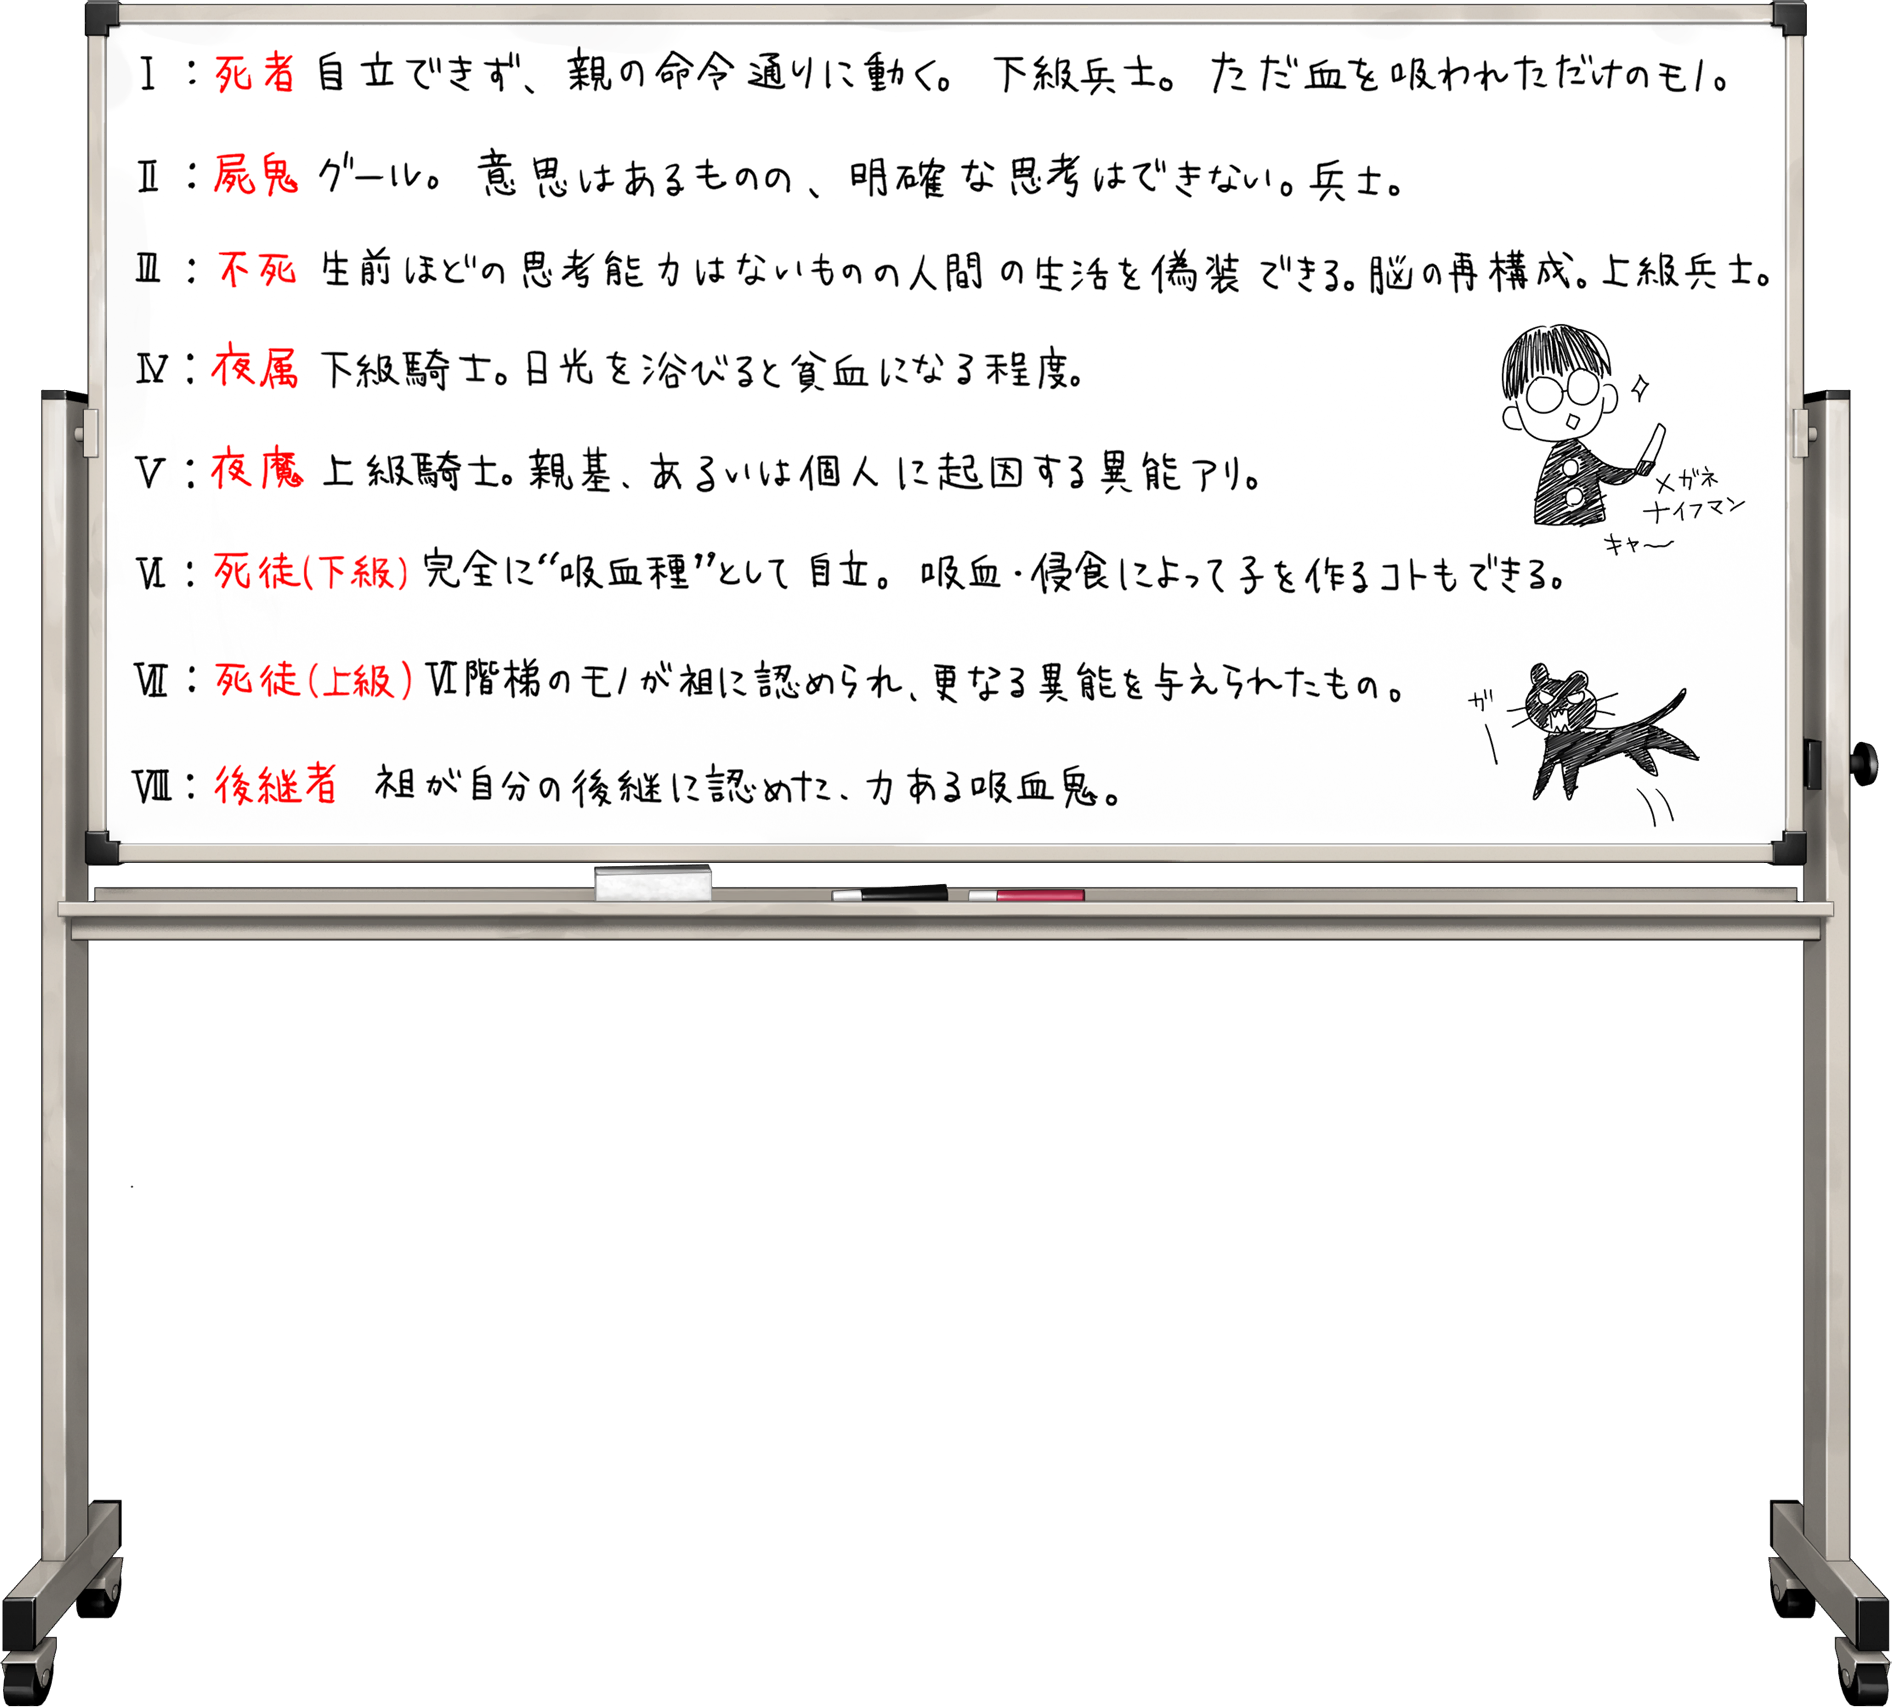 Ⅰ：死者 自立できず、親の命令通りに動く。下級兵士。ただ血を吸われただけのモノ。
Ⅱ：屍鬼 グール。意思はあるものの、明確な思考はできない。兵士。
Ⅲ：不死 生前ほどの思考能力はないものの人間の生活を偽装できる。脳の再構成。上級兵士。
Ⅳ：夜属 下級騎士。日光を浴びると貧血になる程度。
Ⅴ：夜魔 上級騎士。親基、あるいは個人に起因する異能アリ。
メガネ
ナイフマン
キャー
Ⅵ：死徒(下級) 完全に“吸血種”として自立。吸血・侵食によって子を作るコトもできる。
Ⅶ：死徒(上級) Ⅵ階梯のモノが祖に認められ、更なる異能を与えられたもの。
ガー
Ⅷ：後継者 祖が自分の後継に認めた、力ある吸血鬼。